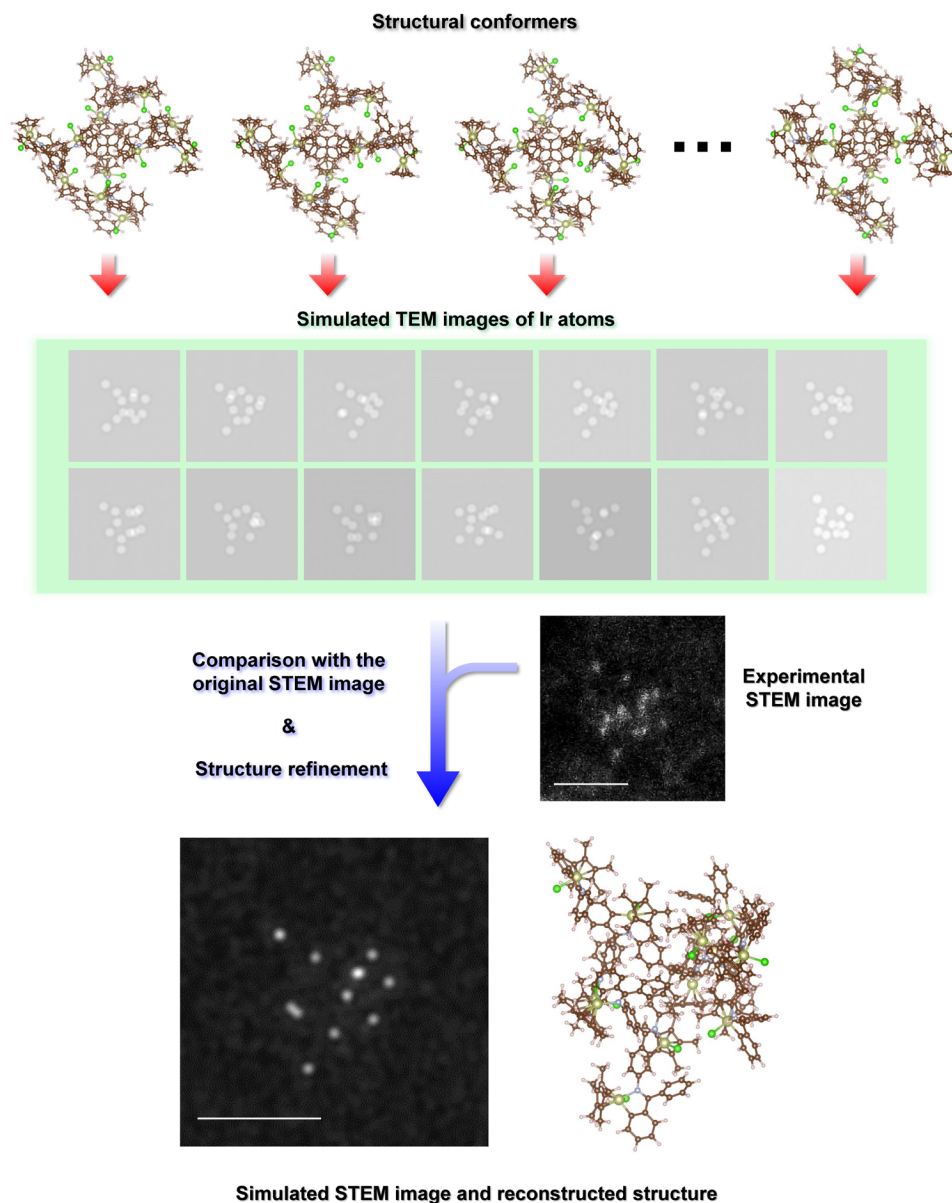 Structural conformers
Simulated TEM images of Ir atoms
Comparison with the
original STEM image
&
Structure refinement
Experimental
STEM image
Simulated STEM image and reconstructed structure